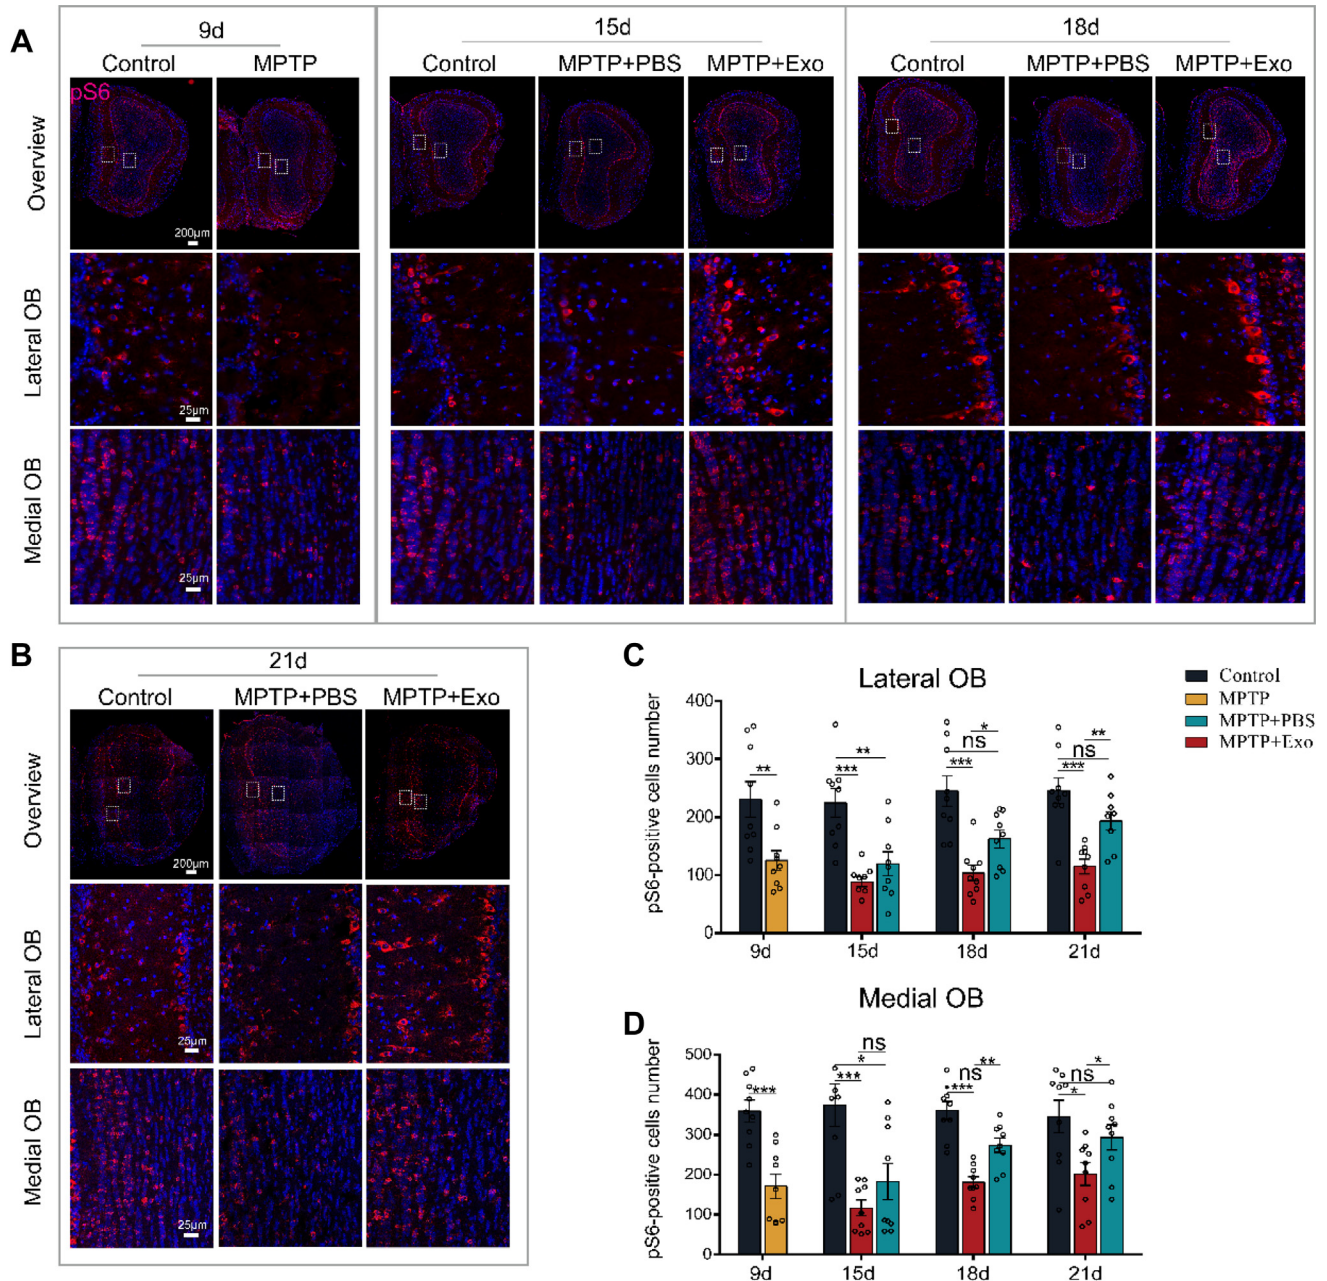 A
9d
15d
18d
Control
MPTP
Control
MPTP+PBS
MPTP+Exo
Control
MPTP+PBS
MPTP+Exo
pS6
Overview
200µm
Lateral OB
25µm
Medial OB
25µm
B
21d
Control
MPTP+PBS
MPTP+Exo
Overview
200µm
Lateral OB
25µm
Medial OB
25µm
C
Lateral OB
Control
MPTP
MPTP+PBS
MPTP+Exo
pS6-positive cells number
400
300
200
100
0
**
***
**
***
ns
*
***
ns
**
9d
15d
18d
21d
D
Medial OB
pS6-positive cells number
500
400
300
200
100
0
***
***
*
ns
***
ns
**
*
ns
*
9d
15d
18d
21d